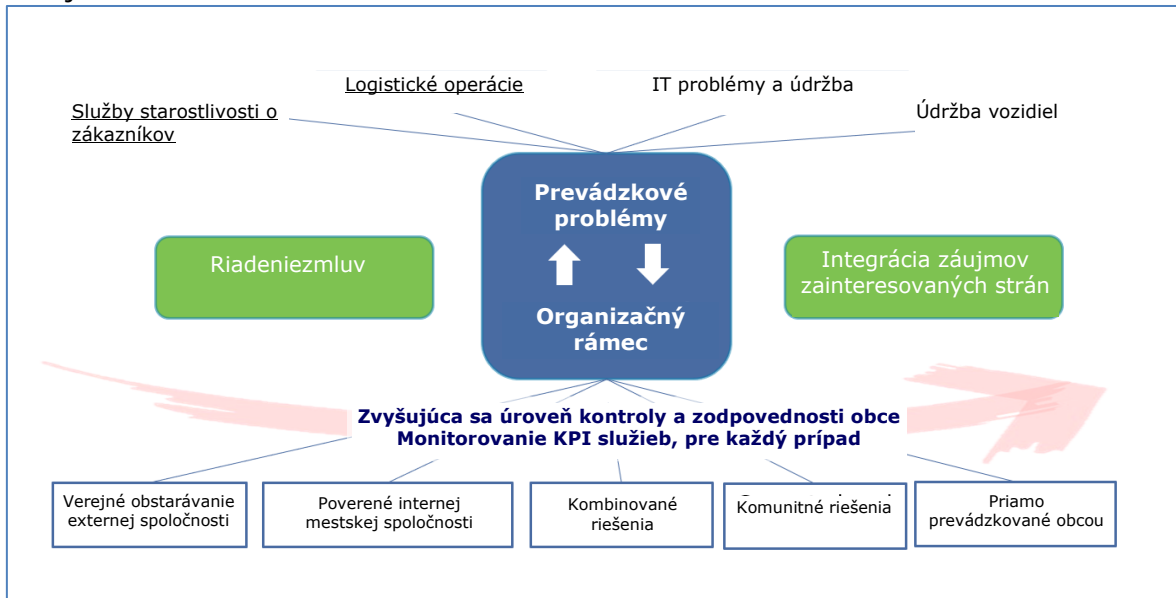 Logistické operácie
IT problémy a údržba
Služby starostlivosti o
zákazníkov
Údržba vozidiel
Prevádzkové
problémy
Riadeniezmluv
Integrácia záujmov
zainteresovaných strán
Organizačný
rámec
Zvyšujúca sa úroveň kontroly a zodpovednosti obce
Monitorovanie KPI služieb, pre každý prípad
Verejné obstarávanie
externej spoločnosti
Poverené internej
mestskej spoločnosti
Kombinované
riešenia
Komunitné riešenia
Priamo
prevádzkované obcou